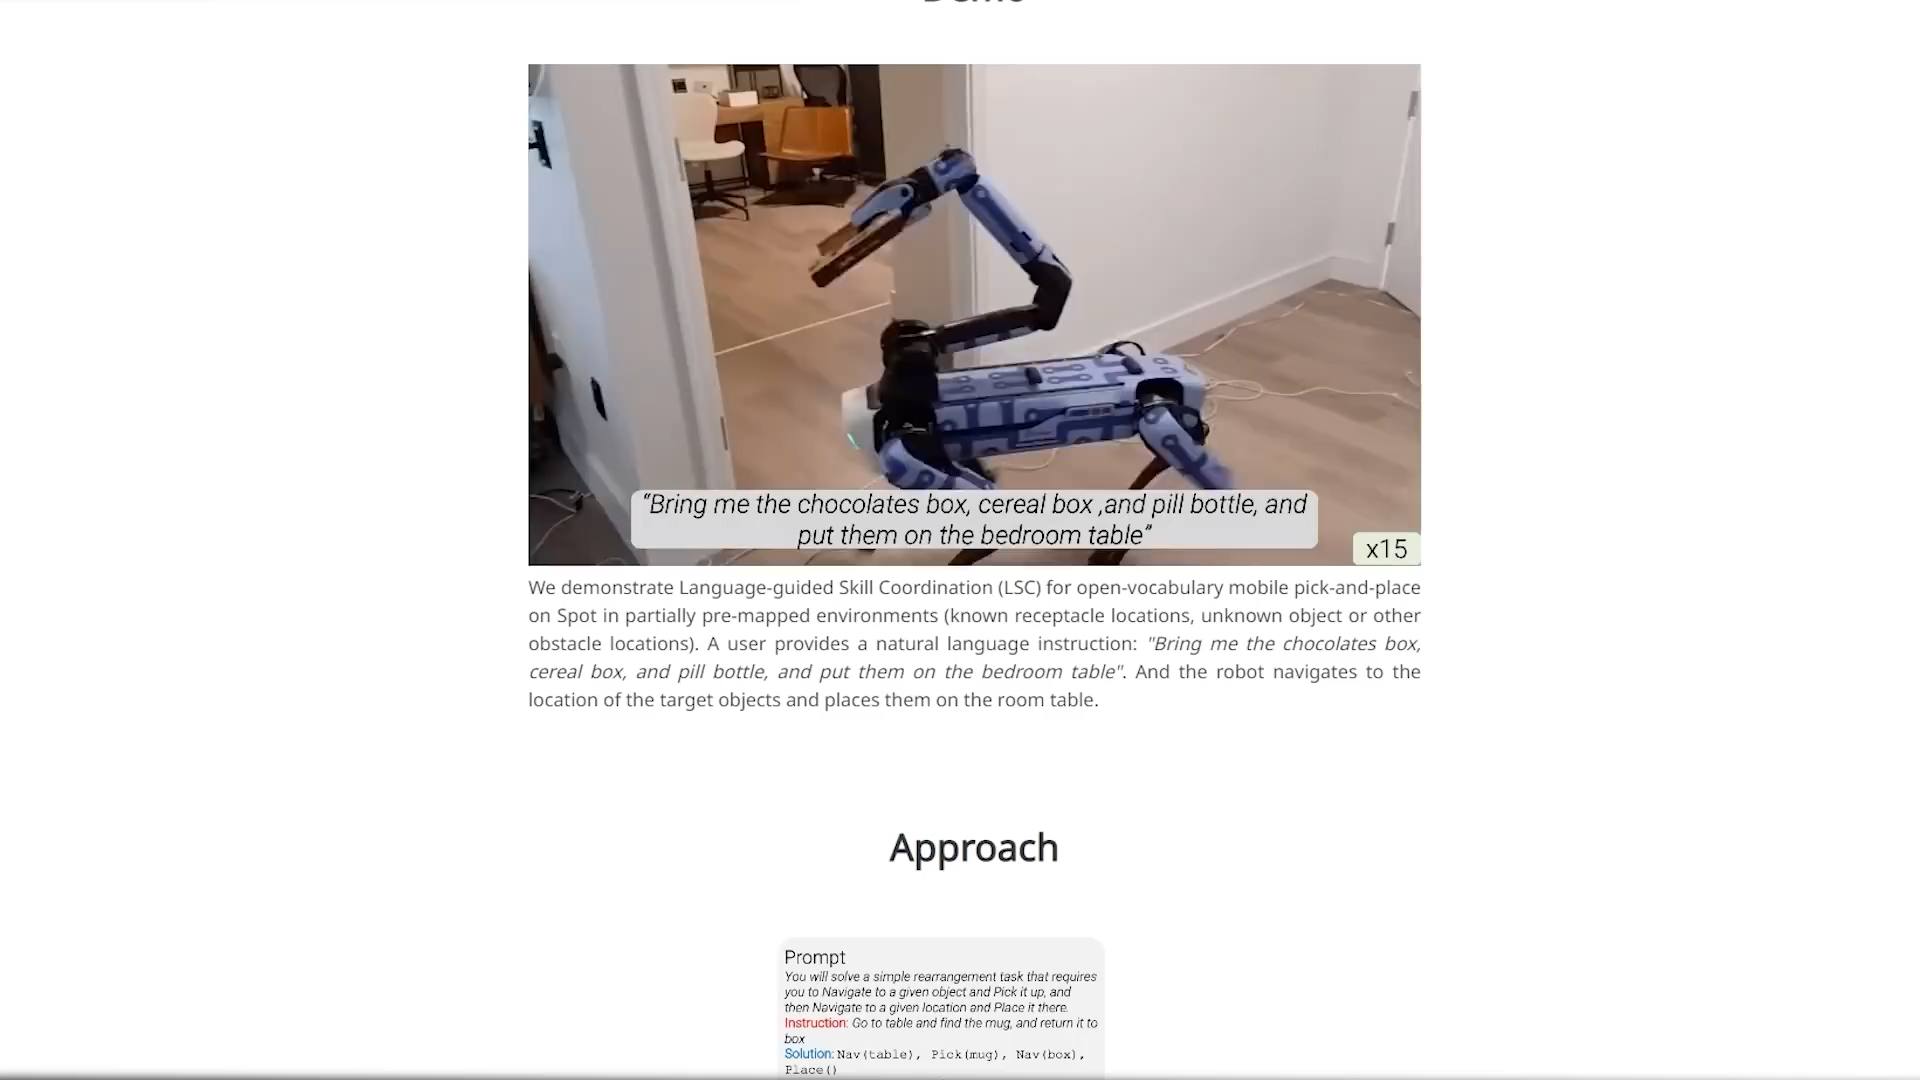 Demo
“Bring me the chocolates box, cereal box ,and pill bottle, and
put them on the bedroom table”
x15
We demonstrate Language-guided Skill Coordination (LSC) for open-vocabulary mobile pick-and-place
on Spot in partially pre-mapped environments (known receptacle locations, unknown object or other
obstacle locations). A user provides a natural language instruction: "Bring me the chocolates box,
cereal box, and pill bottle, and put them on the bedroom table". And the robot navigates to the
location of the target objects and places them on the room table.
Approach
Prompt
You will solve a simple rearrangement task that requires
you to Navigate to a given object and Pick it up, and
then Navigate to a given location and Place it there.
Instruction: Go to table and find the mug, and return it to
box
Solution: Nav(table), Pick(mug), Nav(box),
Place()